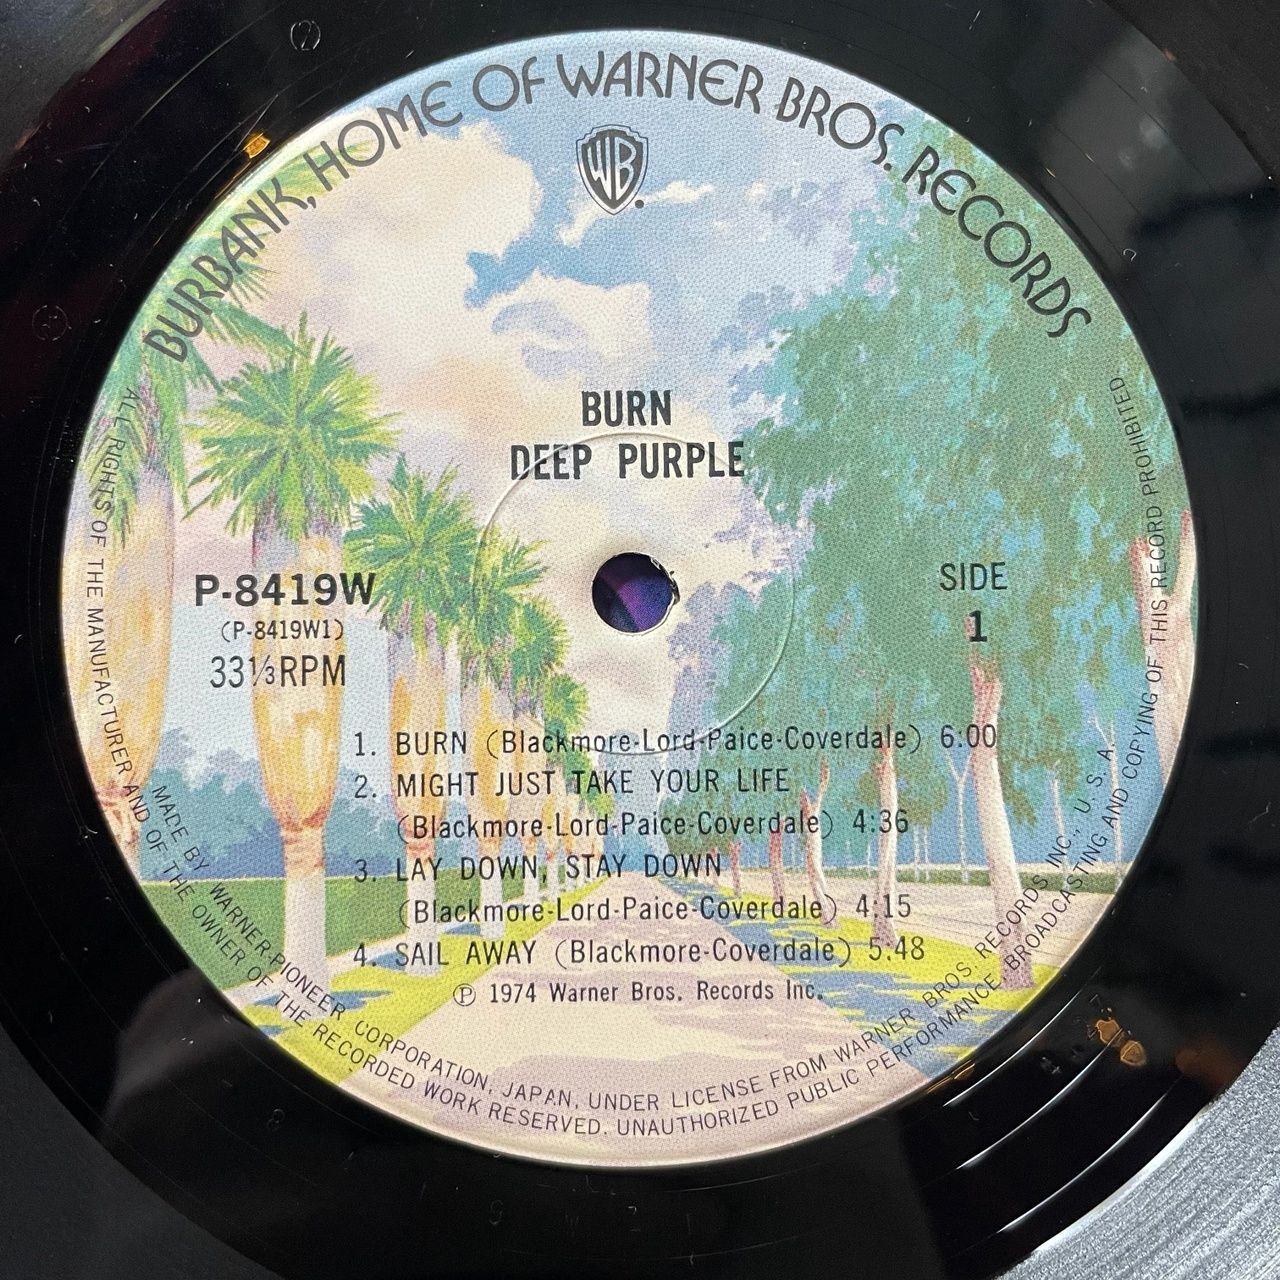 BURBANK, HOME OF WARNER BROS. RECORDS
WB
BURN
DEEP PURPLE
P-8419W
(P-8419W1)
33⅓RPM
SIDE
1
1. BURN (Blackmore-Lord-Paice-Coverdale) 6:00
2. MIGHT JUST TAKE YOUR LIFE
(Blackmore-Lord-Paice-Coverdale) 4:36
3. LAY DOWN, STAY DOWN
(Blackmore-Lord-Paice-Coverdale) 4:15
4. SAIL AWAY (Blackmore-Coverdale) 5:48
Ⓟ 1974 Warner Bros. Records Inc.
MADE BY WARNER-PIONEER CORPORATION, JAPAN, UNDER LICENSE FROM WARNER BROS. RECORDS INC., U.S.A.
ALL RIGHTS OF THE MANUFACTURER AND OF THE OWNER OF THE RECORDED WORK RESERVED. UNAUTHORIZED PUBLIC PERFORMANCE, BROADCASTING AND COPYING OF THIS RECORD PROHIBITED.